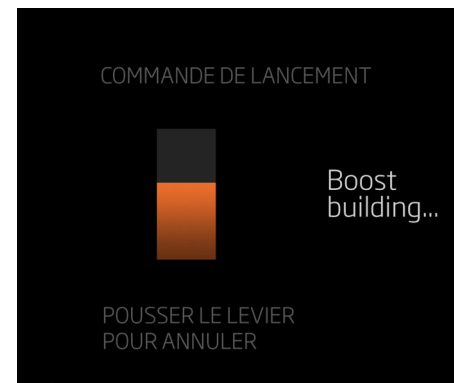 COMMANDE DE LANCEMENT
Boost
building...
POUSSER LE LEVIER
POUR ANNULER